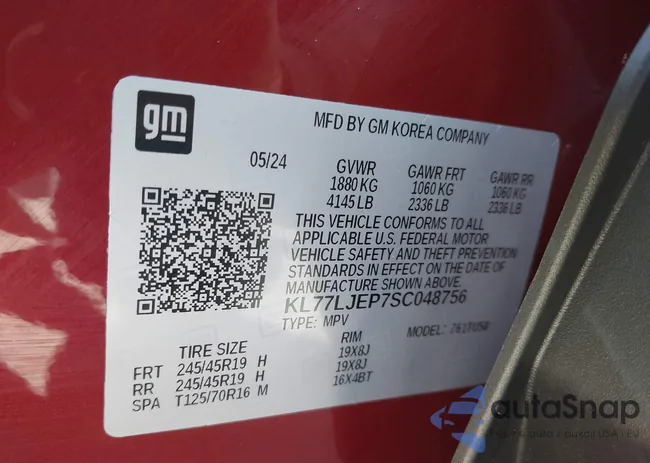 gm
MFD BY GM KOREA COMPANY
05/24 GVWR GAWR FRT GAWR RR
1880 KG 1060 KG 1060 KG
4145 LB 2336 LB 2336 LB
THIS VEHICLE CONFORMS TO ALL
APPLICABLE U.S. FEDERAL MOTOR
VEHICLE SAFETY AND THEFT PREVENTION
STANDARDS IN EFFECT ON THE DATE OF
MANUFACTURE SHOWN ABOVE.
KL77LJEP7SC048756
TYPE: MPV MODEL:
TIRE SIZE RIM
FRT 245/45R19 H 19X8J
RR 245/45R19 H 19X8J
SPA T125/70R16 M 16X4BT
autaSnap